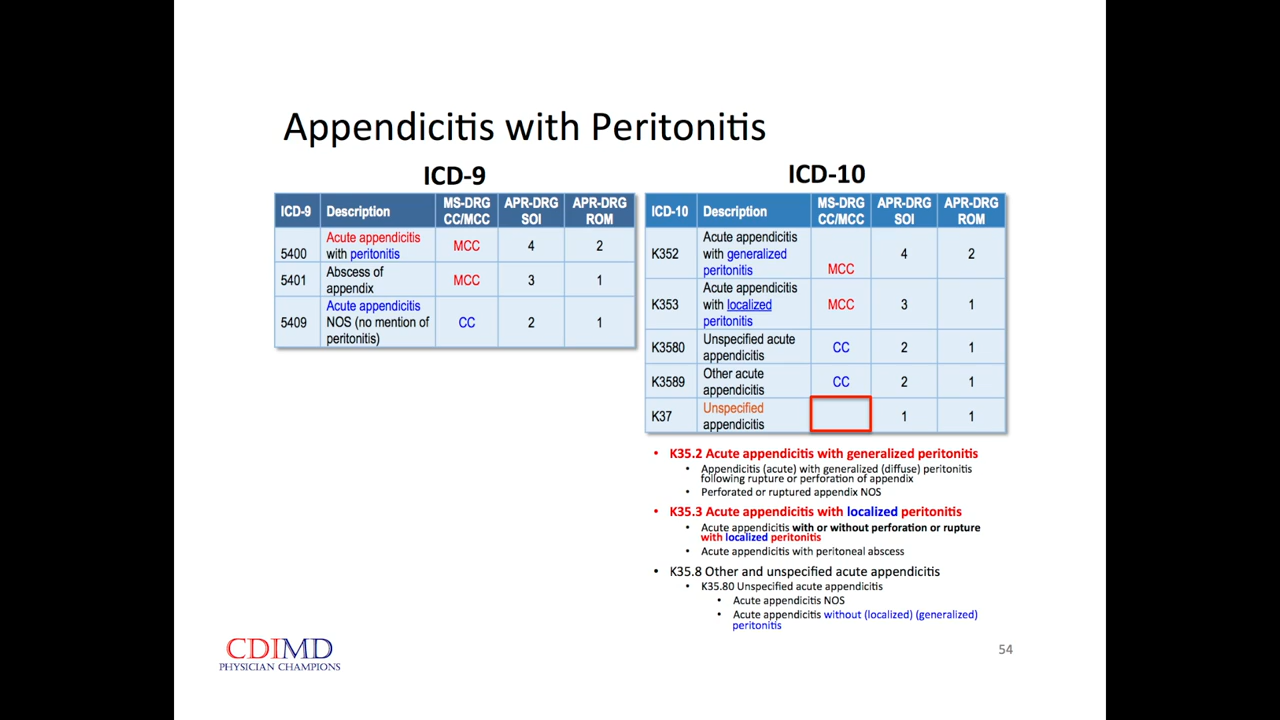 Appendicitis with Peritonitis
ICD-9
ICD-9 Description MS-DRG CC/MCC APR-DRG SOI APR-DRG ROM
5400 Acute appendicitis with peritonitis MCC 4 2
5401 Abscess of appendix MCC 3 1
5409 Acute appendicitis NOS (no mention of peritonitis) CC 2 1
ICD-10
ICD-10 Description MS-DRG CC/MCC APR-DRG SOI APR-DRG ROM
K352 Acute appendicitis with generalized peritonitis MCC 4 2
K353 Acute appendicitis with localized peritonitis MCC 3 1
K3580 Unspecified acute appendicitis CC 2 1
K3589 Other acute appendicitis CC 2 1
K37 Unspecified appendicitis 1 1
• K35.2 Acute appendicitis with generalized peritonitis
• Appendicitis (acute) with generalized (diffuse) peritonitis
following rupture or perforation of appendix
• Perforated or ruptured appendix NOS
• K35.3 Acute appendicitis with localized peritonitis
• Acute appendicitis with or without perforation or rupture
with localized peritonitis
• Acute appendicitis with peritoneal abscess
• K35.8 Other and unspecified acute appendicitis
• K35.80 Unspecified acute appendicitis
• Acute appendicitis NOS
• Acute appendicitis without (localized) (generalized)
peritonitis
CDIMD
PHYSICIAN CHAMPIONS
54